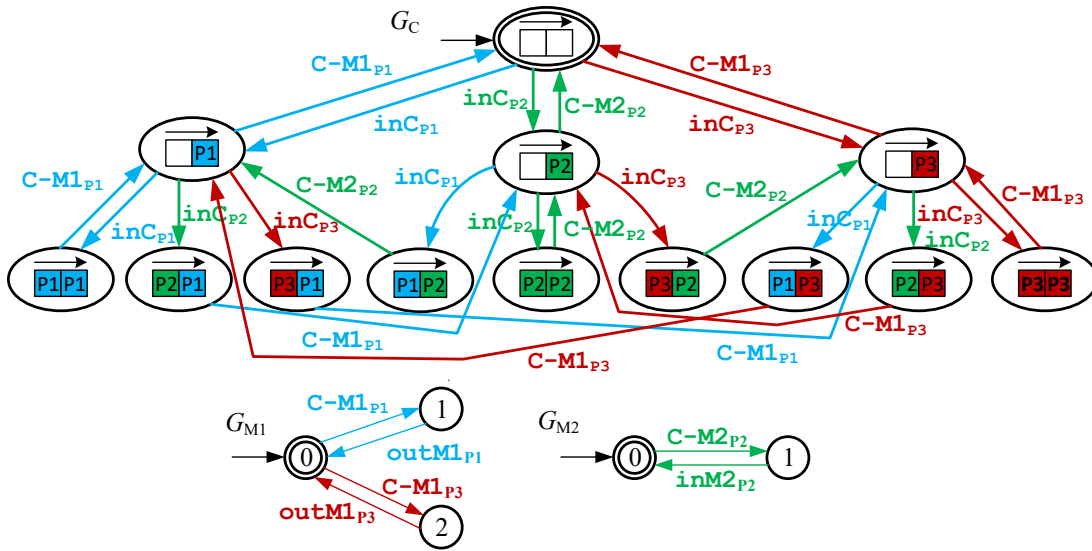 G_C
C-M1_P1
C-M1_P3
inC_P2
C-M2_P2
inC_P1
inC_P3
P1
P2
P3
C-M1_P1
inC_P1
inC_P2
inC_P3
C-M2_P2
inC_P1
inC_P2
C-M2_P2
inC_P3
C-M2_P2
inC_P1
inC_P3
inC_P2
C-M1_P3
P1 P1
P2 P1
P3 P1
P1 P2
P2 P2
P3 P2
P1 P3
P2 P3
P3 P3
C-M1_P1
C-M1_P3
C-M1_P1
C-M1_P3
G_M1
0
C-M1_P1
1
outM1_P1
C-M1_P3
outM1_P3
2
G_M2
0
C-M2_P2
inM2_P2
1